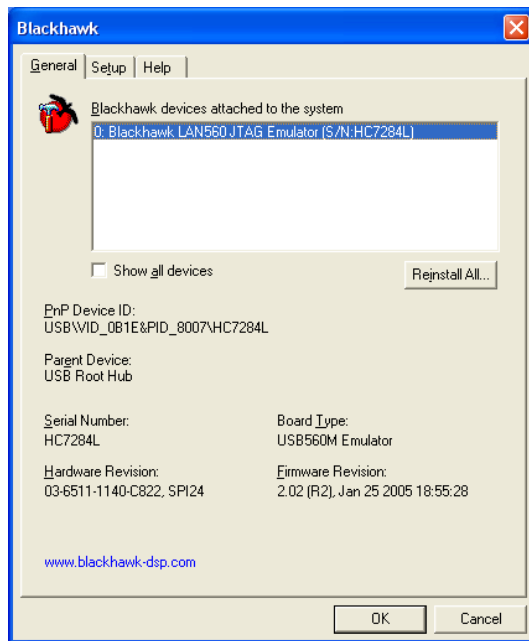 Blackhawk
General
Setup
Help
Blackhawk devices attached to the system
0: Blackhawk LAN560 JTAG Emulator (S/N:HC7284L)
Show all devices
Reinstall All...
PnP Device ID:
USB\VID_0B1E&PID_8007\HC7284L
Parent Device:
USB Root Hub
Serial Number:
HC7284L
Board Type:
USB560M Emulator
Hardware Revision:
03-6511-1140-C822, SPI24
Firmware Revision:
2.02 (R2), Jan 25 2005 18:55:28
www.blackhawk-dsp.com
OK
Cancel